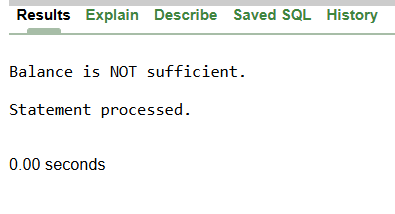 Results Explain Describe Saved SQL History
Balance is NOT sufficient.
Statement processed.
0.00 seconds